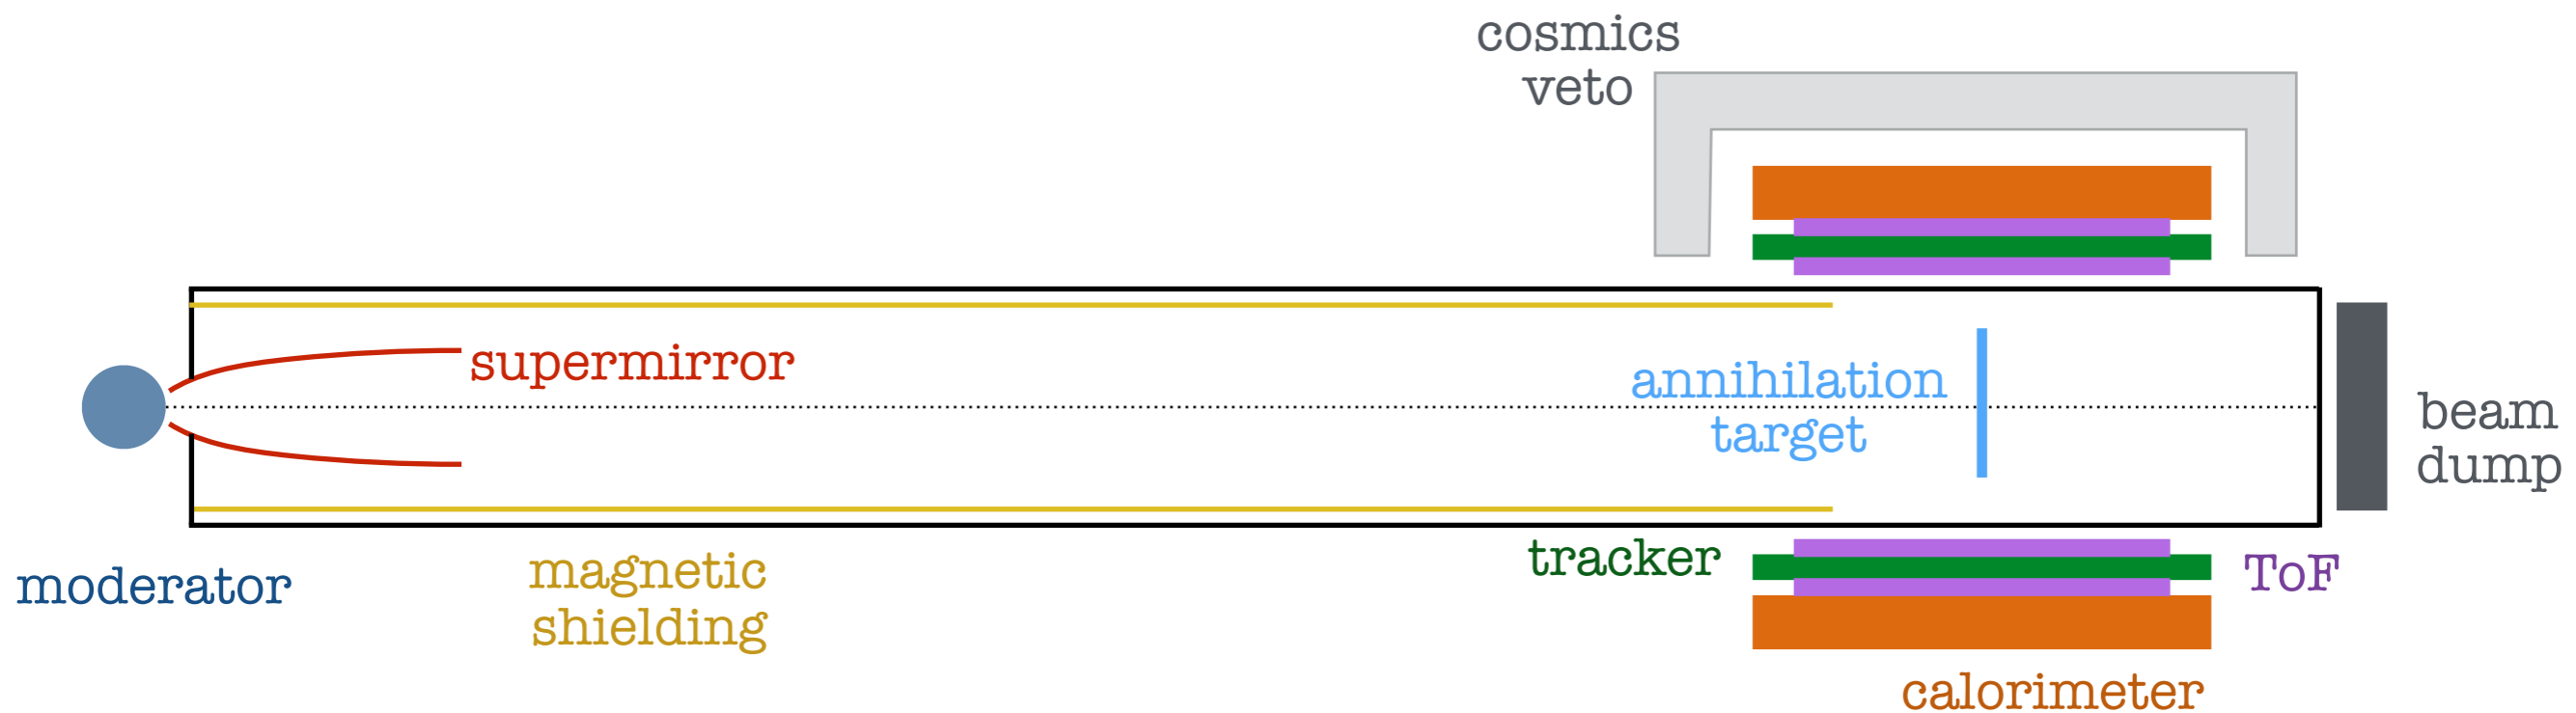 cosmics
veto
supermirror
annihilation
target
beam
dump
moderator
magnetic
shielding
tracker
ToF
calorimeter